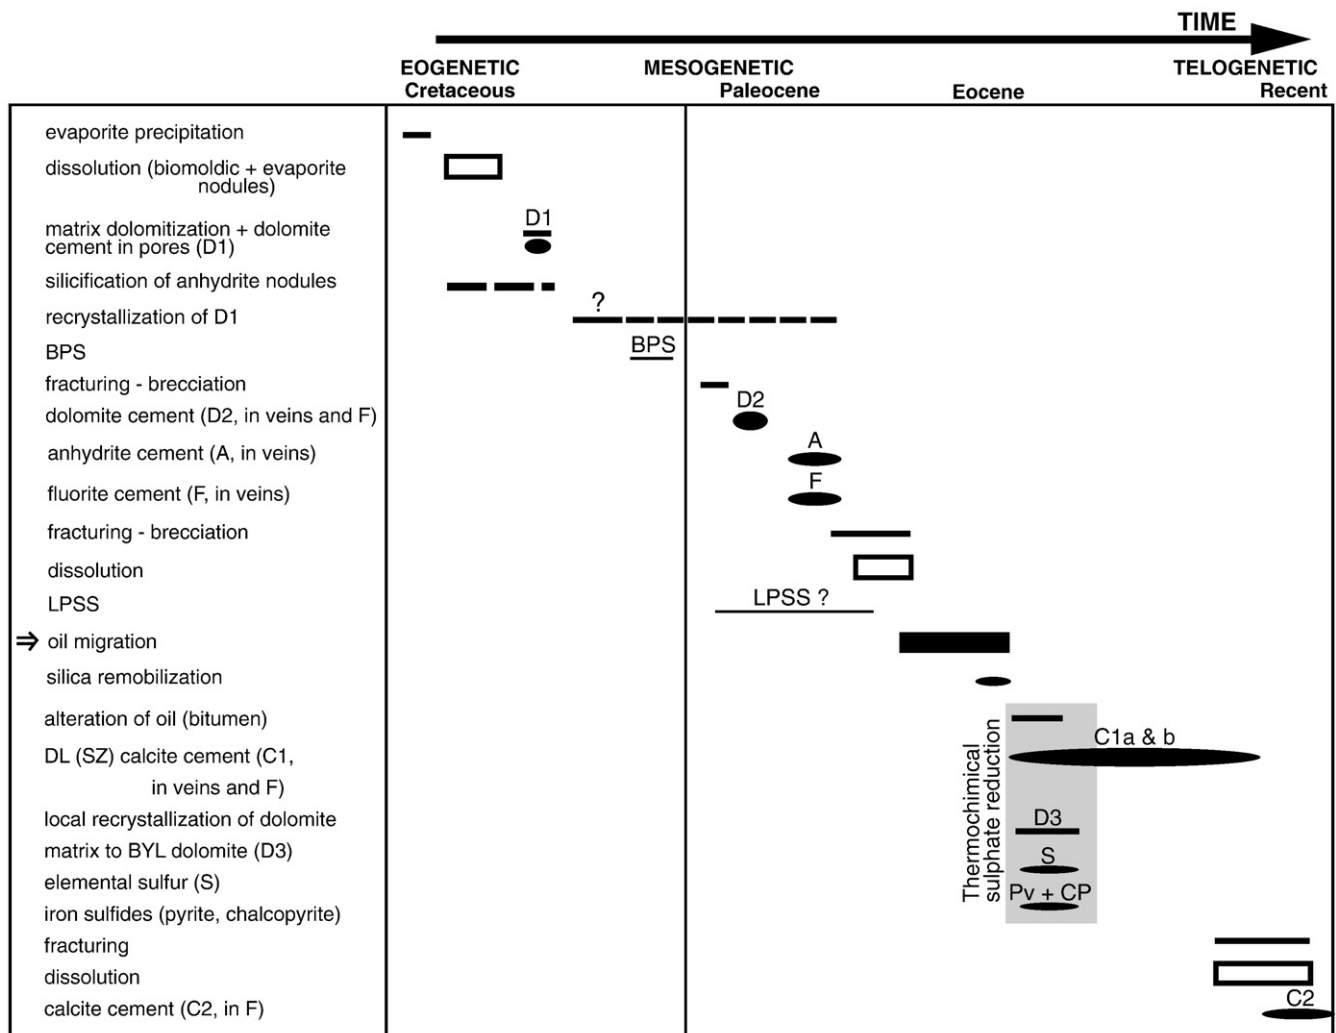 TIME
EOGENETIC MESOGENETIC TELOGENETIC
Cretaceous Paleocene Eocene Recent
evaporite precipitation
dissolution (biomoldic + evaporite
nodules)
D1
matrix dolomitization + dolomite
cement in pores (D1)
silicification of anhydrite nodules
?
recrystallization of D1
BPS BPS
fracturing - brecciation
D2
dolomite cement (D2, in veins and F)
A
anhydrite cement (A, in veins)
F
fluorite cement (F, in veins)
fracturing - brecciation
dissolution
LPSS LPSS ?
⇒ oil migration
silica remobilization
alteration of oil (bitumen)
Thermochimical
sulphate reduction
C1a & b
DL (SZ) calcite cement (C1,
in veins and F)
local recrystallization of dolomite D3
matrix to BYL dolomite (D3)
S
elemental sulfur (S)
Pv + CP
iron sulfides (pyrite, chalcopyrite)
fracturing
dissolution
C2
calcite cement (C2, in F)